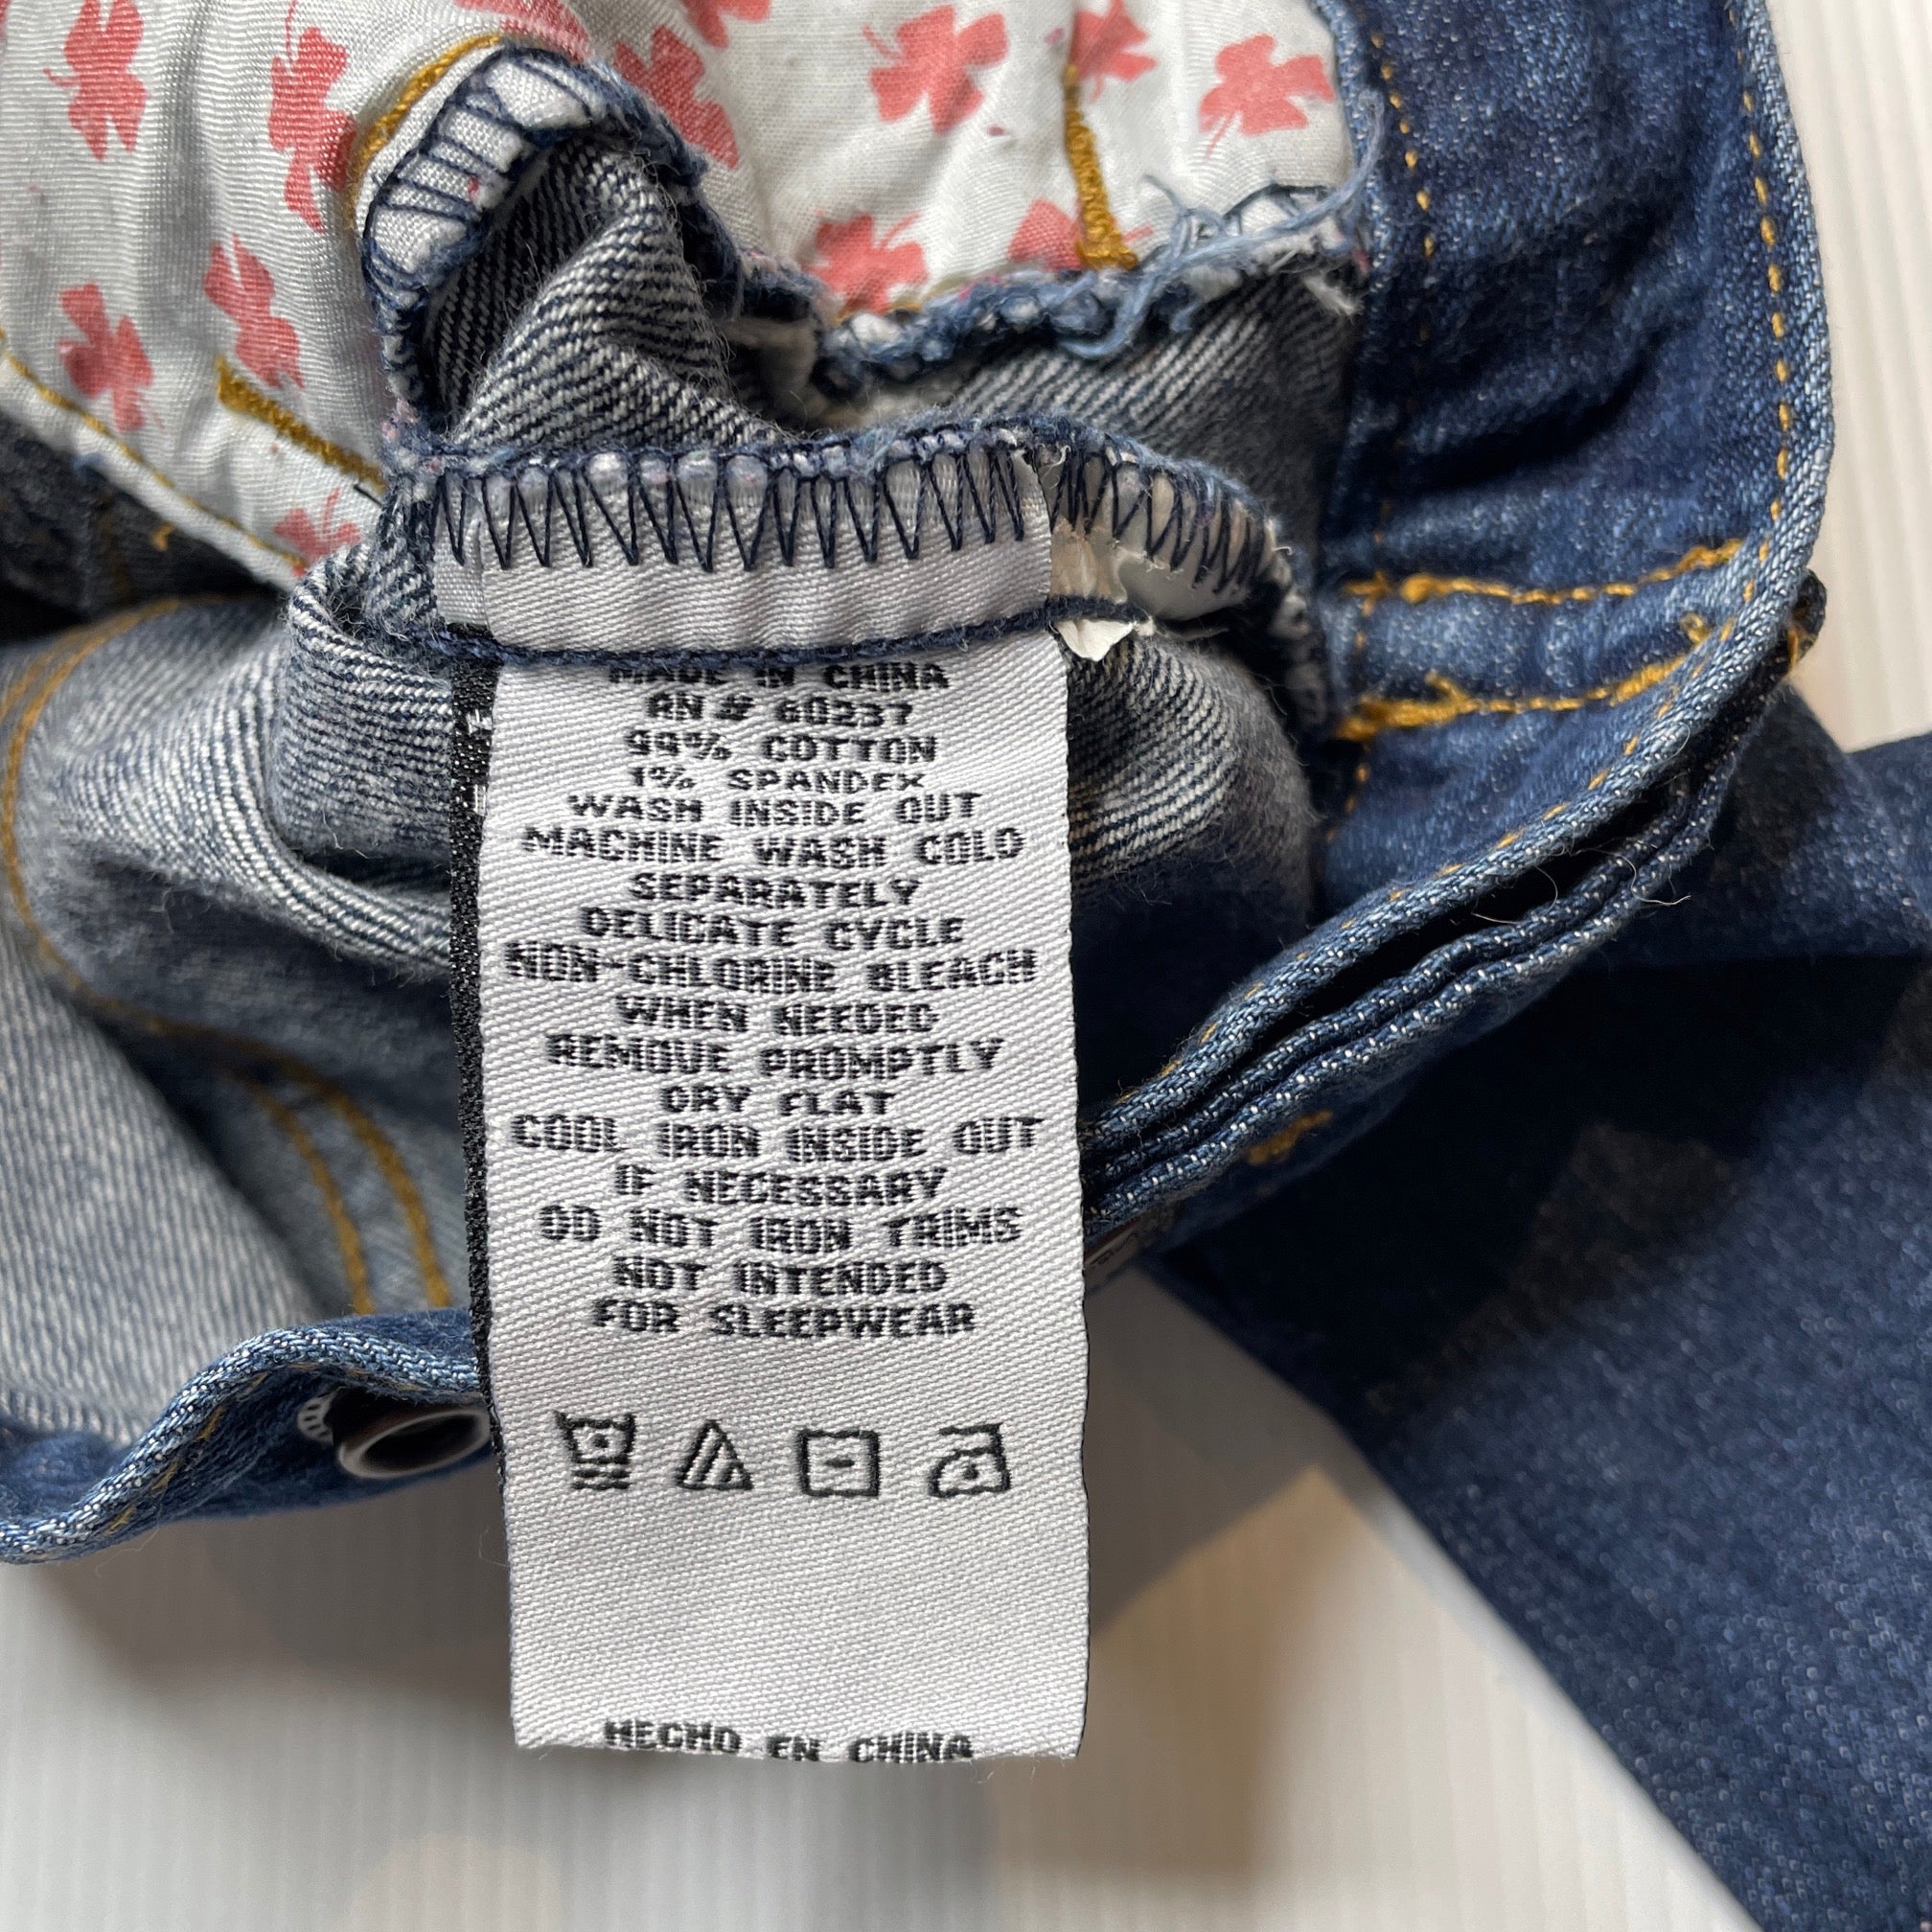 MADE IN CHINA
RN# 60237
99% COTTON
1% SPANDEX
WASH INSIDE OUT
MACHINE WASH COLD
SEPARATELY
DELICATE CYCLE
NON-CHLORINE BLEACH
WHEN NEEDED
REMOVE PROMPTLY
DRY FLAT
COOL IRON INSIDE OUT
IF NECESSARY
DO NOT IRON TRIMS
NOT INTENDED
FOR SLEEPWEAR
HECHO EN CHINA